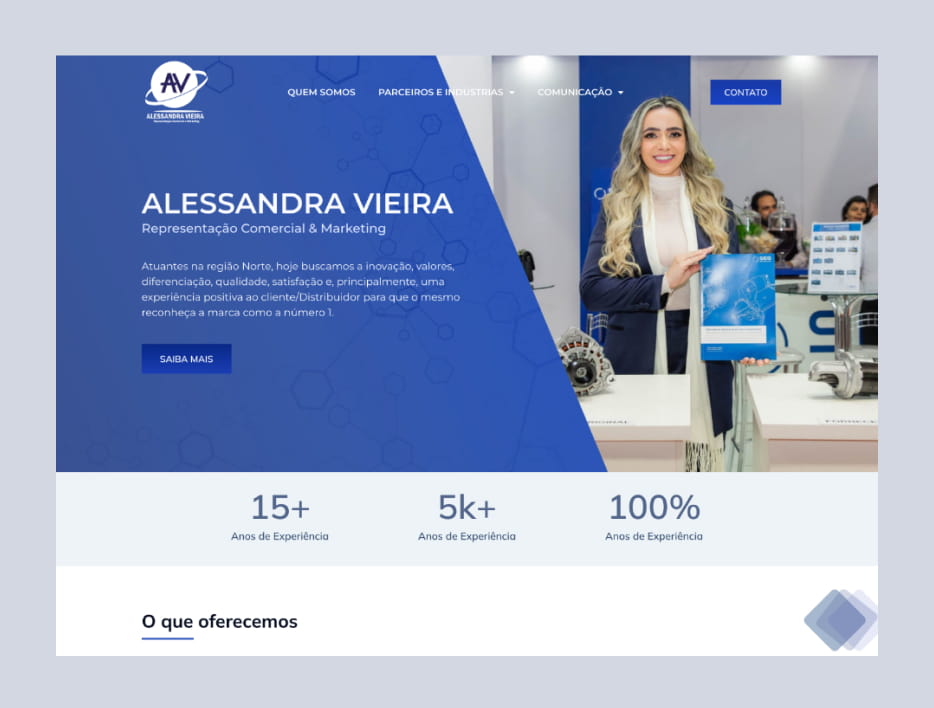 AV
ALESSANDRA VIEIRA
QUEM SOMOS
PARCEIROS E INDÚSTRIAS
COMUNICAÇÃO
CONTATO
ALESSANDRA VIEIRA
Representação Comercial & Marketing
Atuantes na região Norte, hoje buscamos a inovação, valores,
diferenciação, qualidade, satisfação e, principalmente, uma
experiência positiva ao cliente/Distribuidor para que o mesmo
reconheça a marca como a número 1.
SAIBA MAIS
SEG
15+
5k+
100%
Anos de Experiência
Anos de Experiência
Anos de Experiência
O que oferecemos